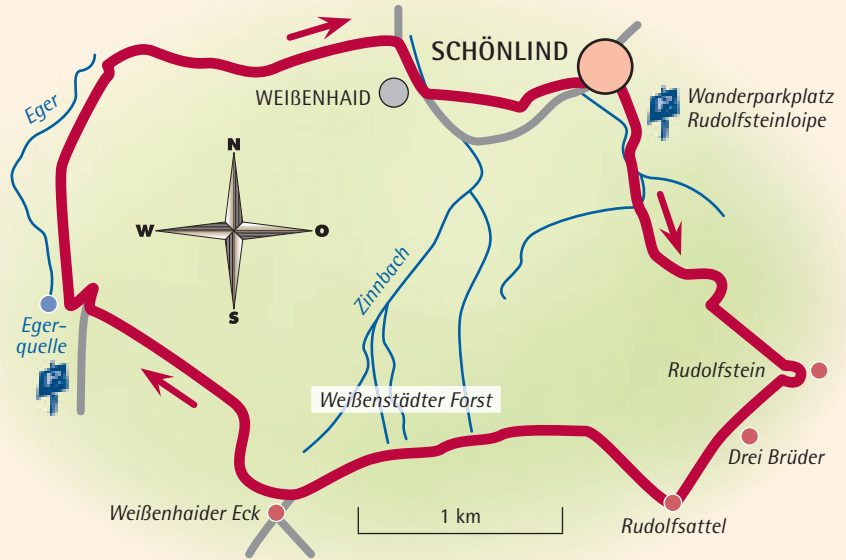 SCHÖNLIND
Eger
WEIßENHAID
Wanderparkplatz
Rudolfsteinloipe
P
N
W
O
S
Zinnbach
Eger-
quelle
P
Rudolfstein
Weißenstädter Forst
Drei Brüder
Weißenhaider Eck
1 km
Rudolfsattel